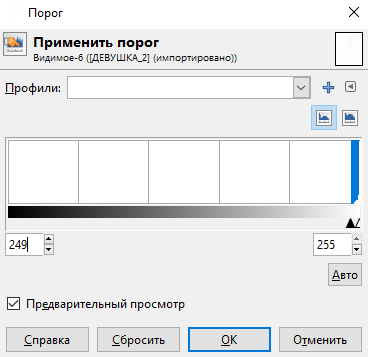 Порог
Применить порог
Видимое-6 ([ДЕВУШКА_2] (импортировано))
Профили:
249
255
Авто
Предварительный просмотр
Справка
Сбросить
OK
Отменить